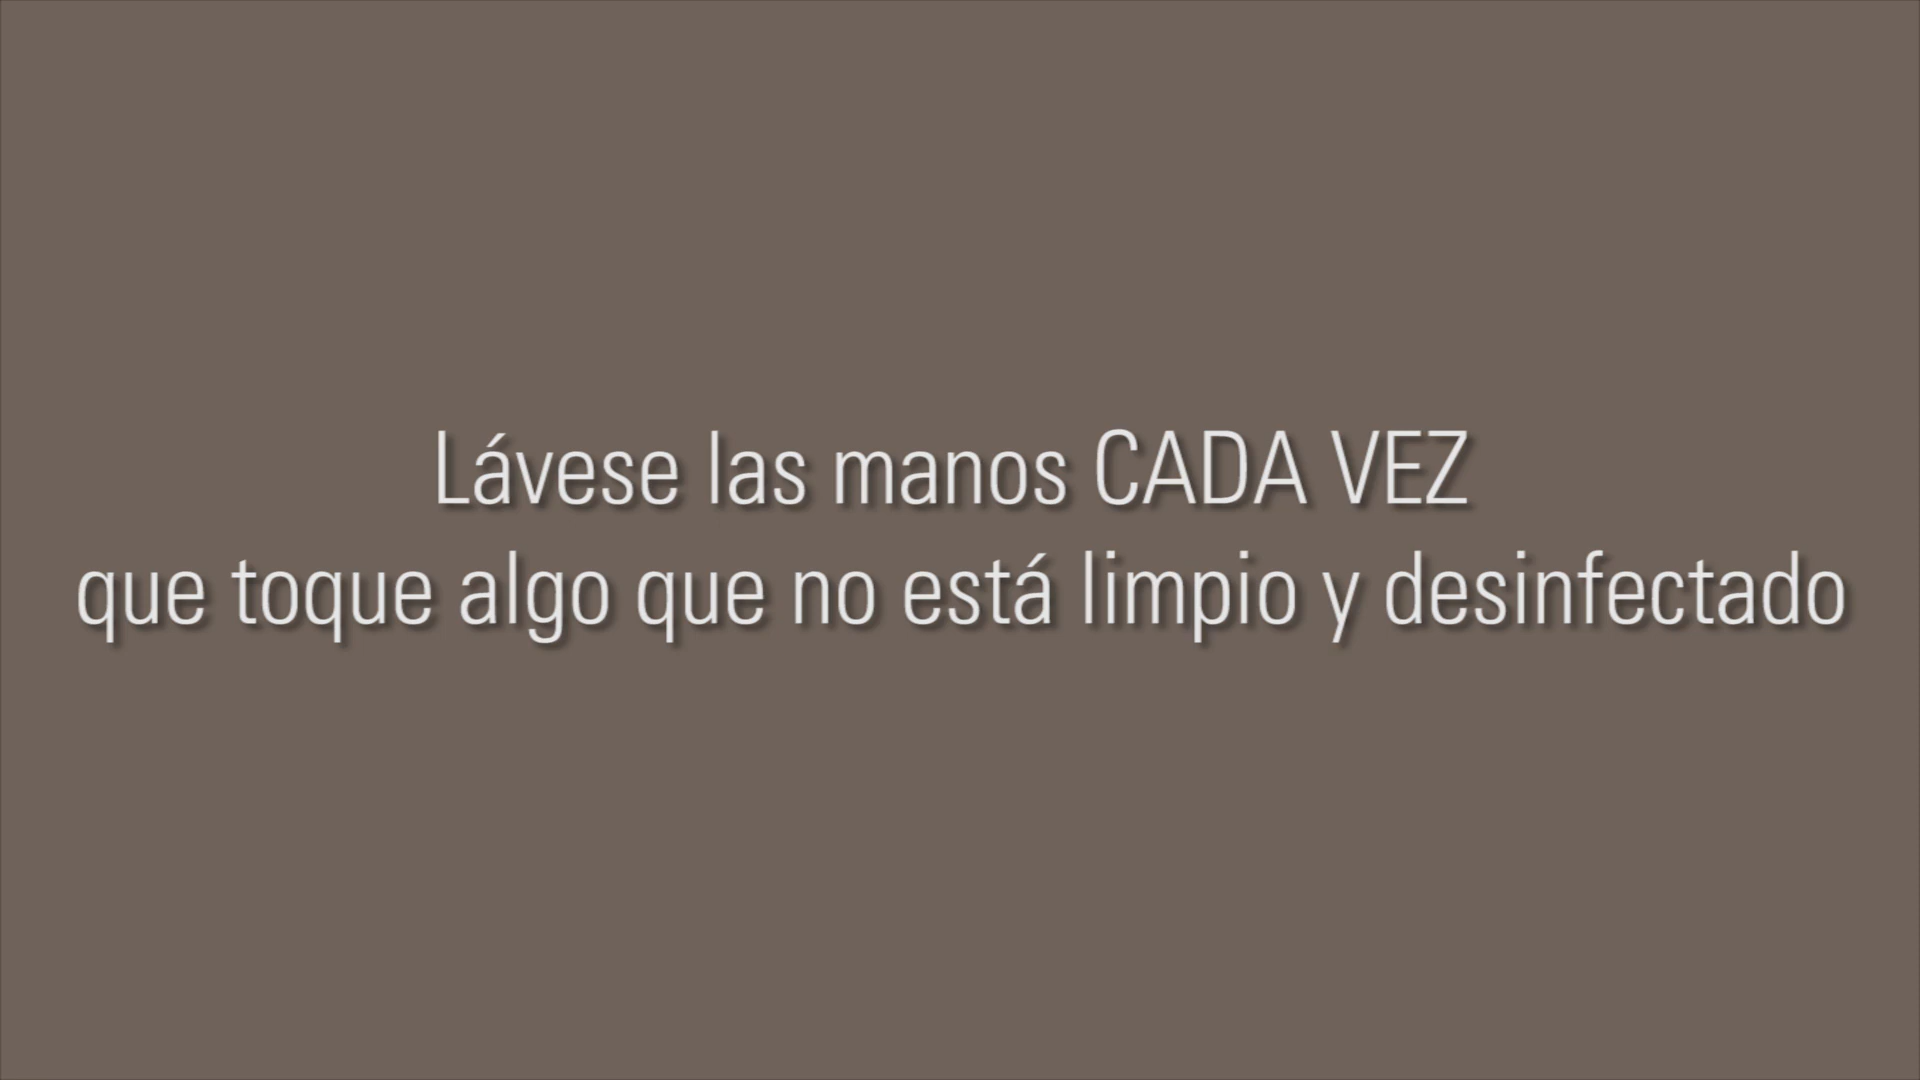 Lávese las manos CADA VEZ
que toque algo que no está limpio y desinfectado